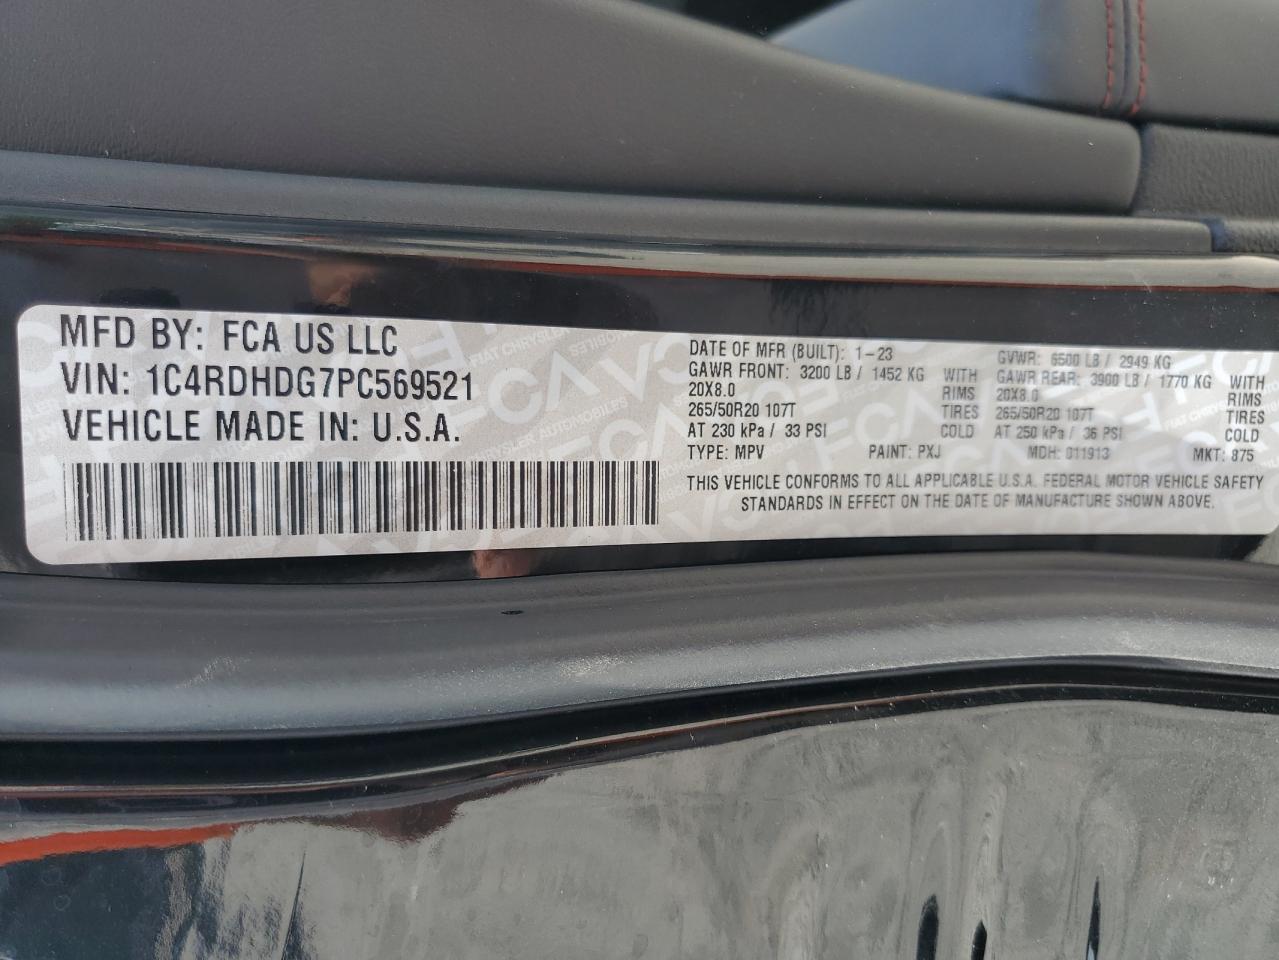 MFD BY: FCA US LLC
VIN: 1C4RDHDG7PC569521
VEHICLE MADE IN: U.S.A.
DATE OF MFR (BUILT): 1-23 GVWR: 6500 LB / 2949 KG
GAWR FRONT: 3200 LB / 1452 KG WITH GAWR REAR: 3900 LB / 1770 KG WITH
20X8.0 RIMS 20X8.0 RIMS
265/50R20 107T TIRES 265/50R20 107T TIRES
AT 230 kPa / 33 PSI COLD AT 250 kPa / 36 PSI COLD
TYPE: MPV PAINT: PXJ MDH: 011913 MKT: 875
THIS VEHICLE CONFORMS TO ALL APPLICABLE U.S.A. FEDERAL MOTOR VEHICLE SAFETY
STANDARDS IN EFFECT ON THE DATE OF MANUFACTURE SHOWN ABOVE.